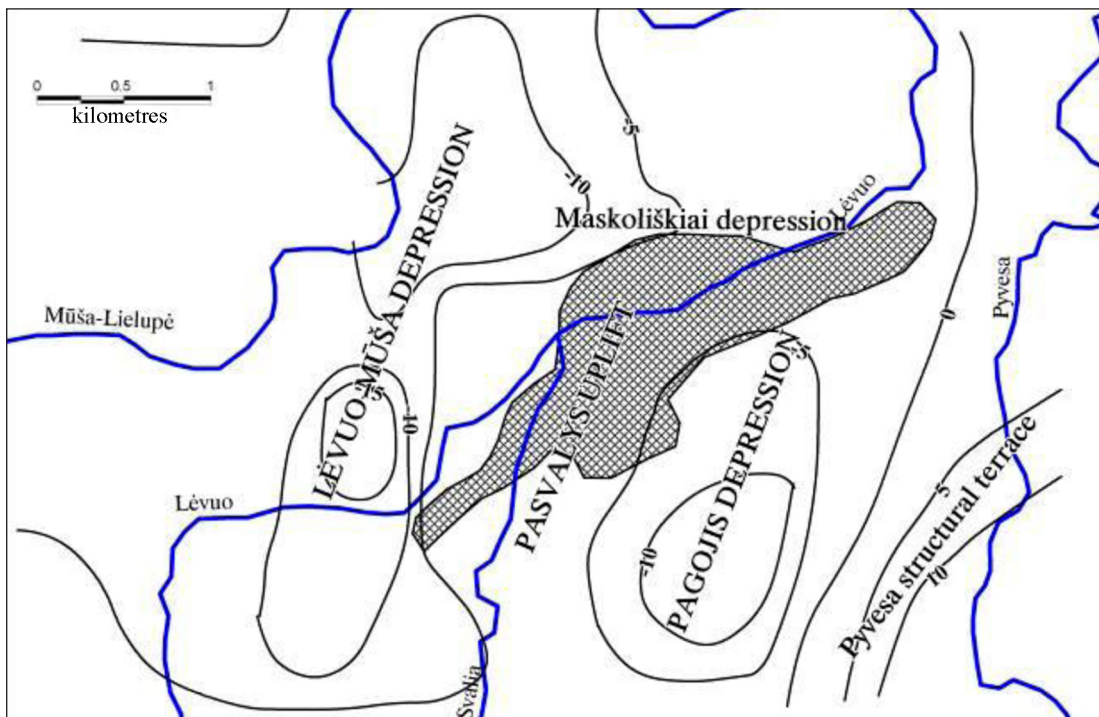 0 0.5 1
kilometres
-5
-10
LĖVUO-MŪŠA DEPRESSION
Maskoliškiai depression
Lėvuo
Mūša-Lielupė
Pyvesa
0
PASVALYS UPLIFT
-5
PAGOJIS DEPRESSION
-15
-10
Lėvuo
5
Pyvesa structural terrace
-10
10
Svalia